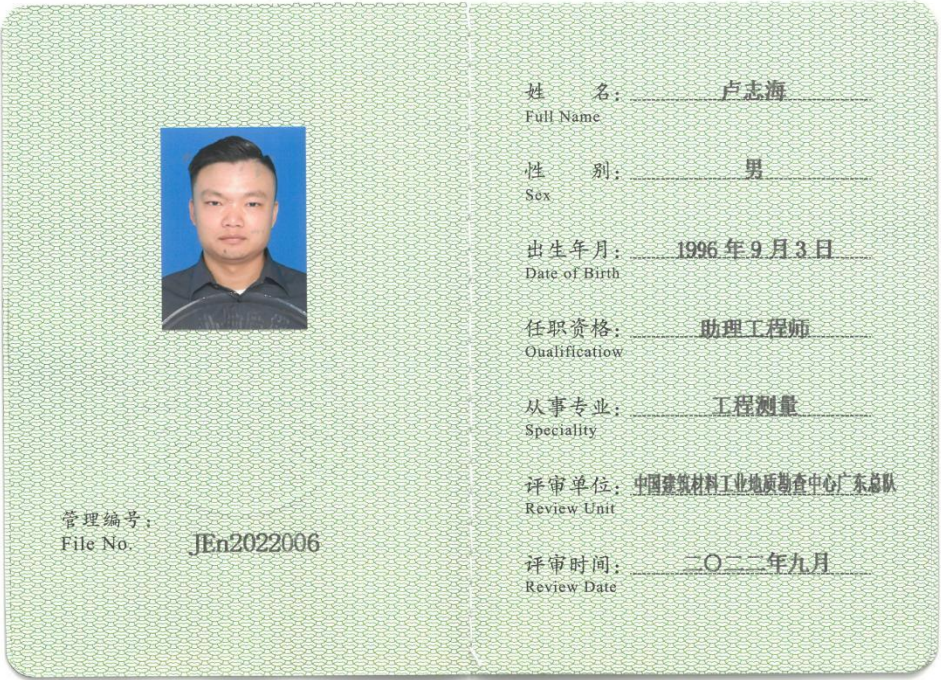 管理编号：
File No. JEn2022006
姓 名：卢志海
Full Name
性 别：男
Sex
出生年月：1996年9月3日
Date of Birth
任职资格：助理工程师
Qualificatiow
从事专业：工程测量
Speciality
评审单位：中国建筑材料工业地质勘查中心广东总队
Review Unit
评审时间：二〇二二年九月
Review Date